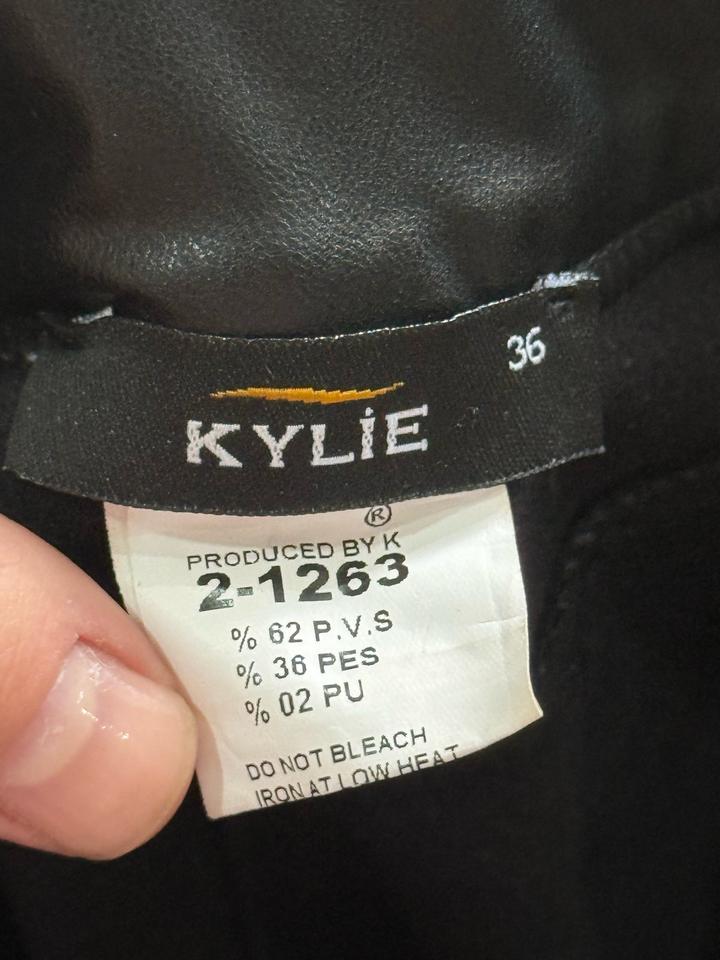 36
KYLİE
®
PRODUCED BY K
2-1263
% 62 P.V.S
% 36 PES
% 02 PU
DO NOT BLEACH
IRON AT LOW HEAT